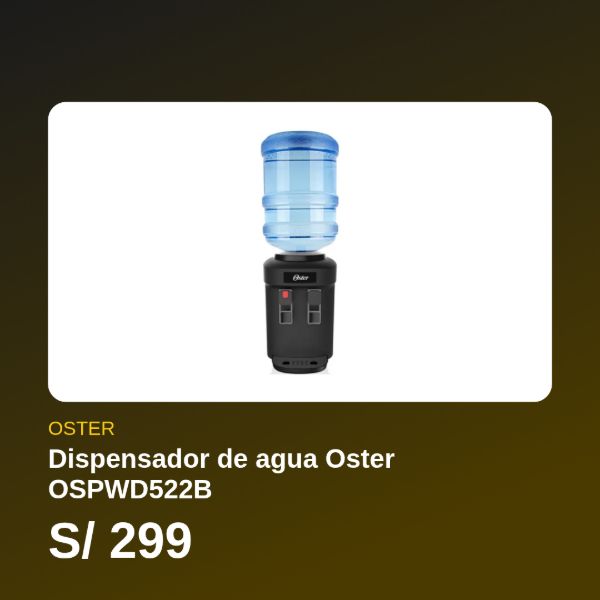 Oster
OSTER
Dispensador de agua Oster
OSPWD522B
S/ 299